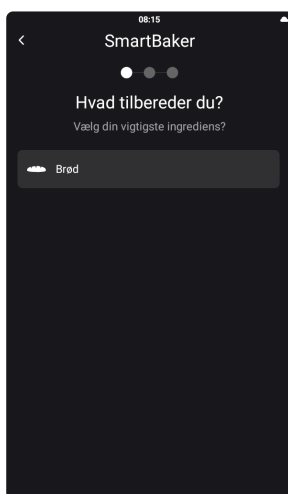 08:15
SmartBaker
Hvad tilbereder du?
Vælg din vigtigste ingrediens?
Brød